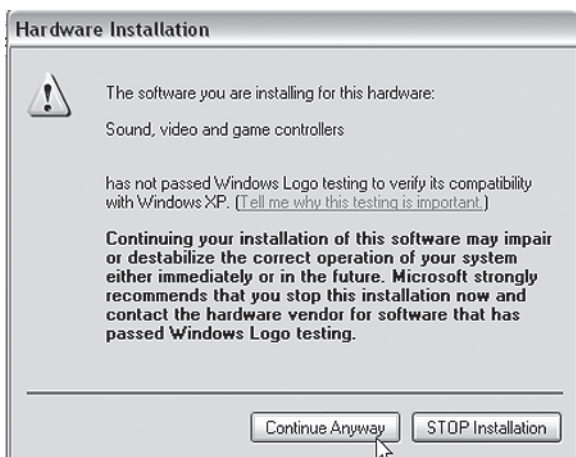 Hardware Installation
The software you are installing for this hardware:
Sound, video and game controllers
has not passed Windows Logo testing to verify its compatibility
with Windows XP. (Tell me why this testing is important.)
Continuing your installation of this software may impair
or destabilize the correct operation of your system
either immediately or in the future. Microsoft strongly
recommends that you stop this installation now and
contact the hardware vendor for software that has
passed Windows Logo testing.
Continue Anyway STOP Installation